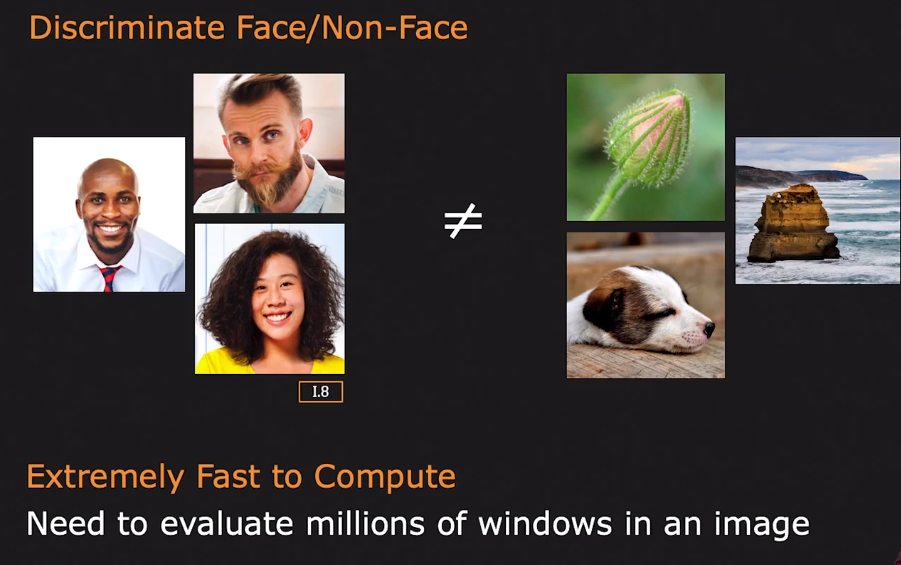 Discriminate Face/Non-Face
≠
I.8
Extremely Fast to Compute
Need to evaluate millions of windows in an image